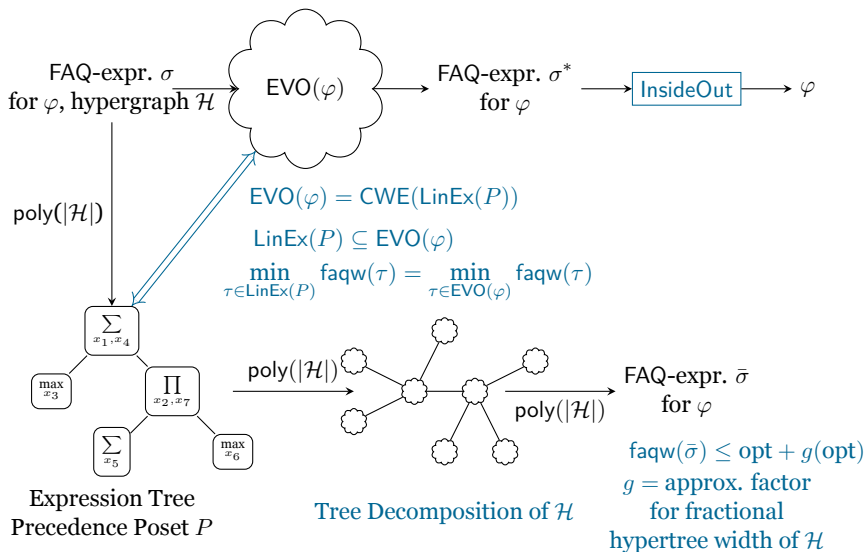 FAQ-expr. σ
for φ, hypergraph ℋ
EVO(φ)
FAQ-expr. σ*
for φ
InsideOut
φ
poly(|ℋ|)
EVO(φ) = CWE(LinEx(P))
LinEx(P) ⊆ EVO(φ)
min faqw(τ) = min faqw(τ)
τ∈LinEx(P) τ∈EVO(φ)
∑
x₁,x₄
max
x₃
∏
x₂,x₇
∑
x₅
max
x₆
poly(|ℋ|)
poly(|ℋ|)
FAQ-expr. σ̄
for φ
faqw(σ̄) ≤ opt + g(opt)
g = approx. factor
for fractional
hypertree width of ℋ
Expression Tree
Precedence Poset P
Tree Decomposition of ℋ